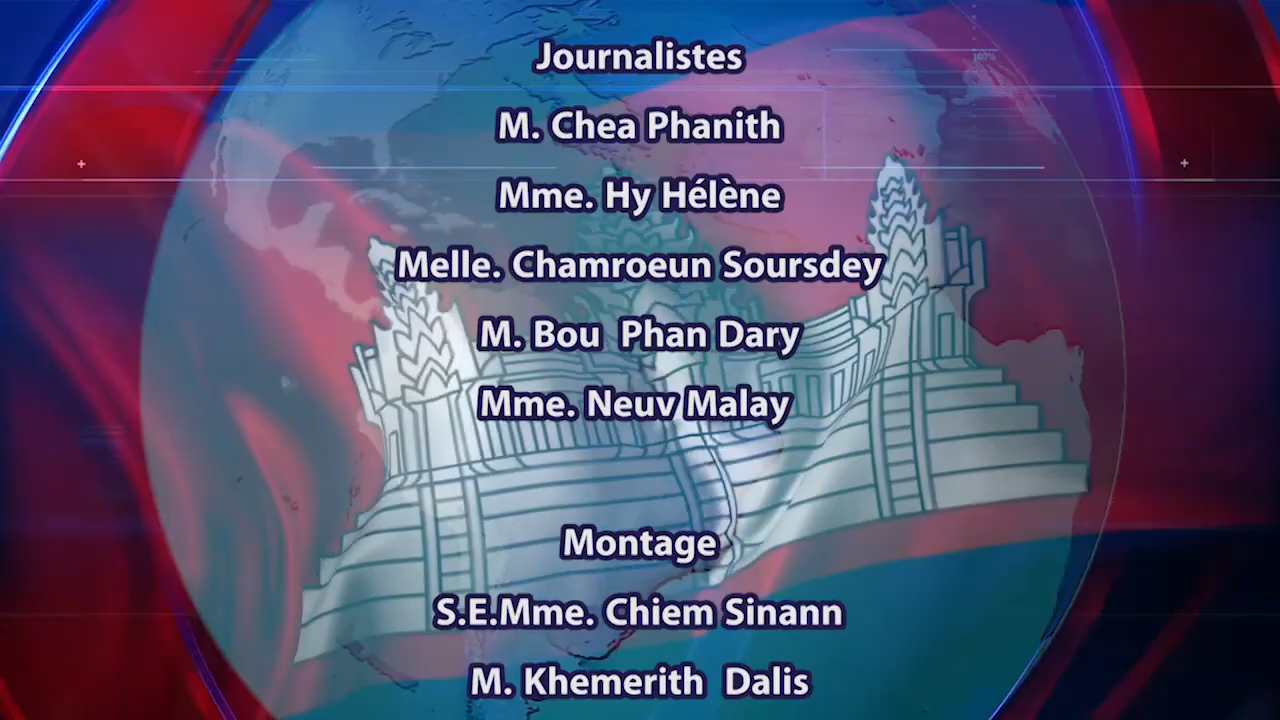 100%
Journalistes
M. Chea Phanith
Mme. Hy Hélène
Melle. Chamroeun Soursdey
M. Bou  Phan Dary
Mme. Neuv Malay
Montage
S.E.Mme. Chiem Sinann
M. Khemerith  Dalis